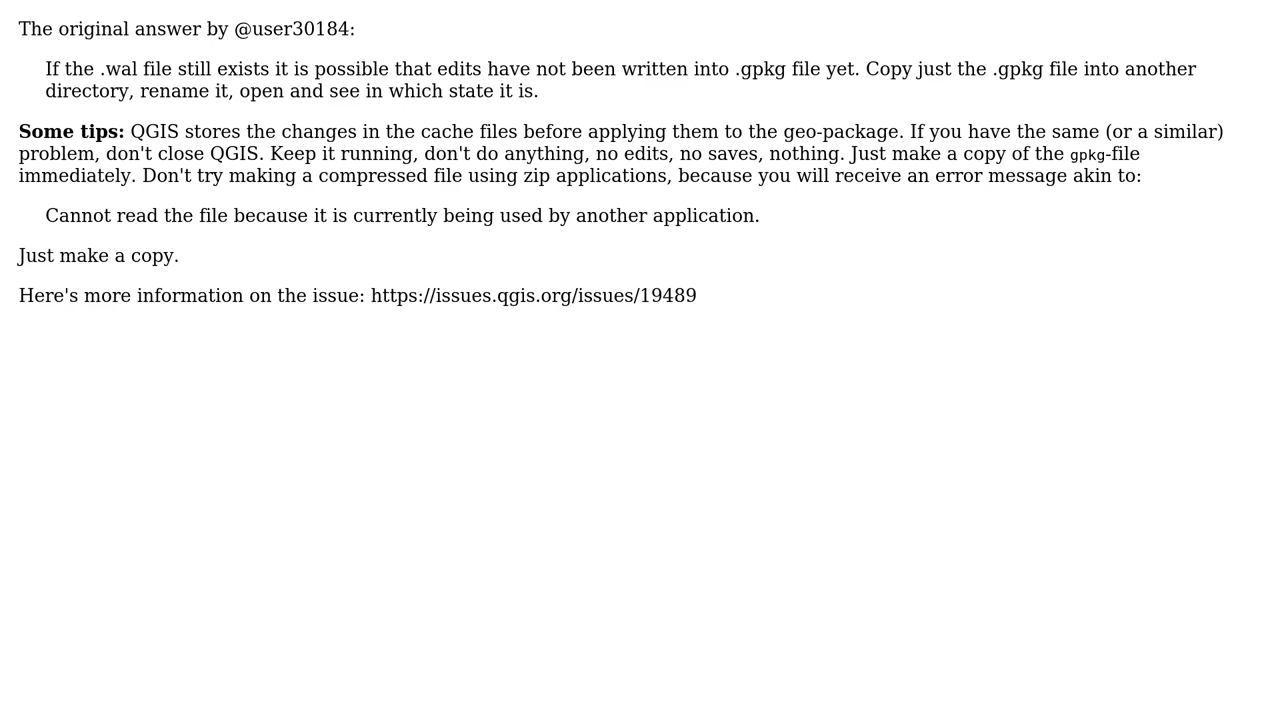 The original answer by @user30184:
If the .wal file still exists it is possible that edits have not been written into .gpkg file yet. Copy just the .gpkg file into another
directory, rename it, open and see in which state it is.
Some tips: QGIS stores the changes in the cache files before applying them to the geo-package. If you have the same (or a similar)
problem, don't close QGIS. Keep it running, don't do anything, no edits, no saves, nothing. Just make a copy of the gpkg-file
immediately. Don't try making a compressed file using zip applications, because you will receive an error message akin to:
Cannot read the file because it is currently being used by another application.
Just make a copy.
Here's more information on the issue: https://issues.qgis.org/issues/19489